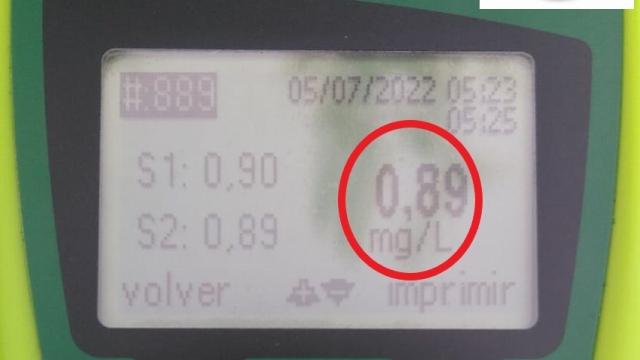 #:889 05/07/2022 05:23
05:25
S1: 0,90
0,89
S2: 0,89
mg/L
volver imprimir